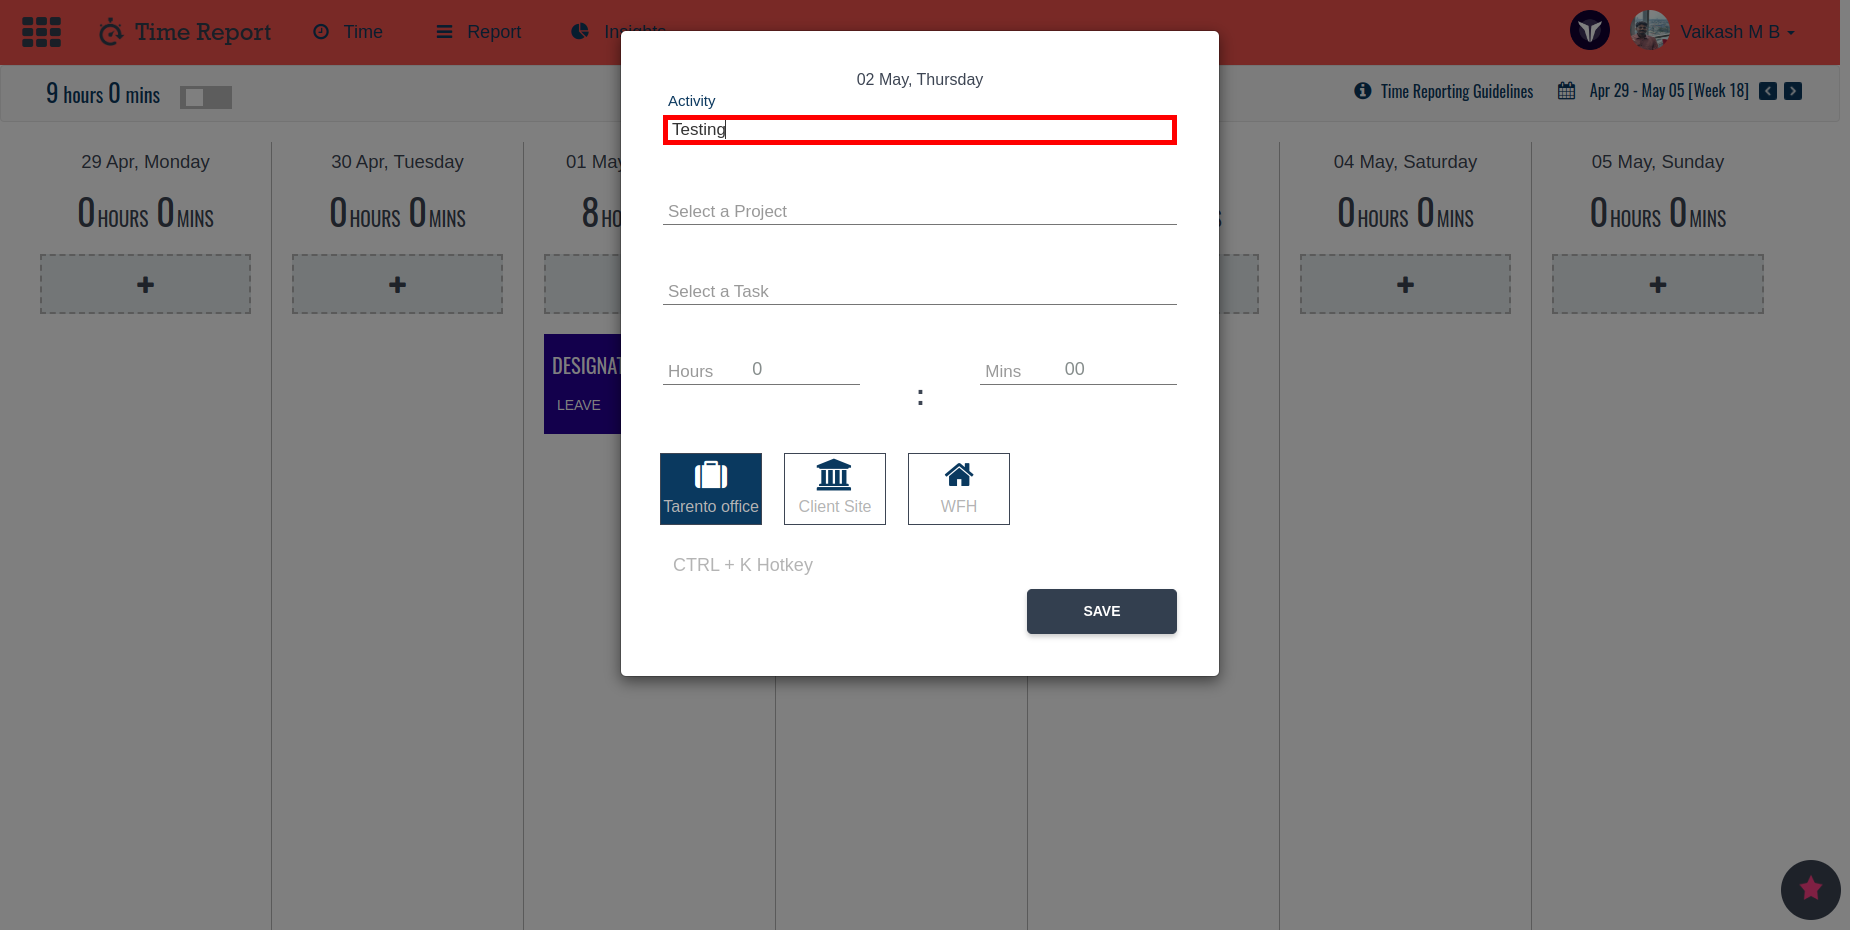 Time Report
Time
Report
Insights
Vaikash M B
9 hours 0 mins
Time Reporting Guidelines
Apr 29 - May 05 [Week 18]
29 Apr, Monday
0 HOURS 0 MINS
30 Apr, Tuesday
0 HOURS 0 MINS
01 May
8 HO
DESIGNAT
LEAVE
02 May, Thursday
Activity
Testing
Select a Project
Select a Task
Hours 0
:
Mins 00
Tarento office
Client Site
WFH
CTRL + K Hotkey
SAVE
04 May, Saturday
0 HOURS 0 MINS
05 May, Sunday
0 HOURS 0 MINS